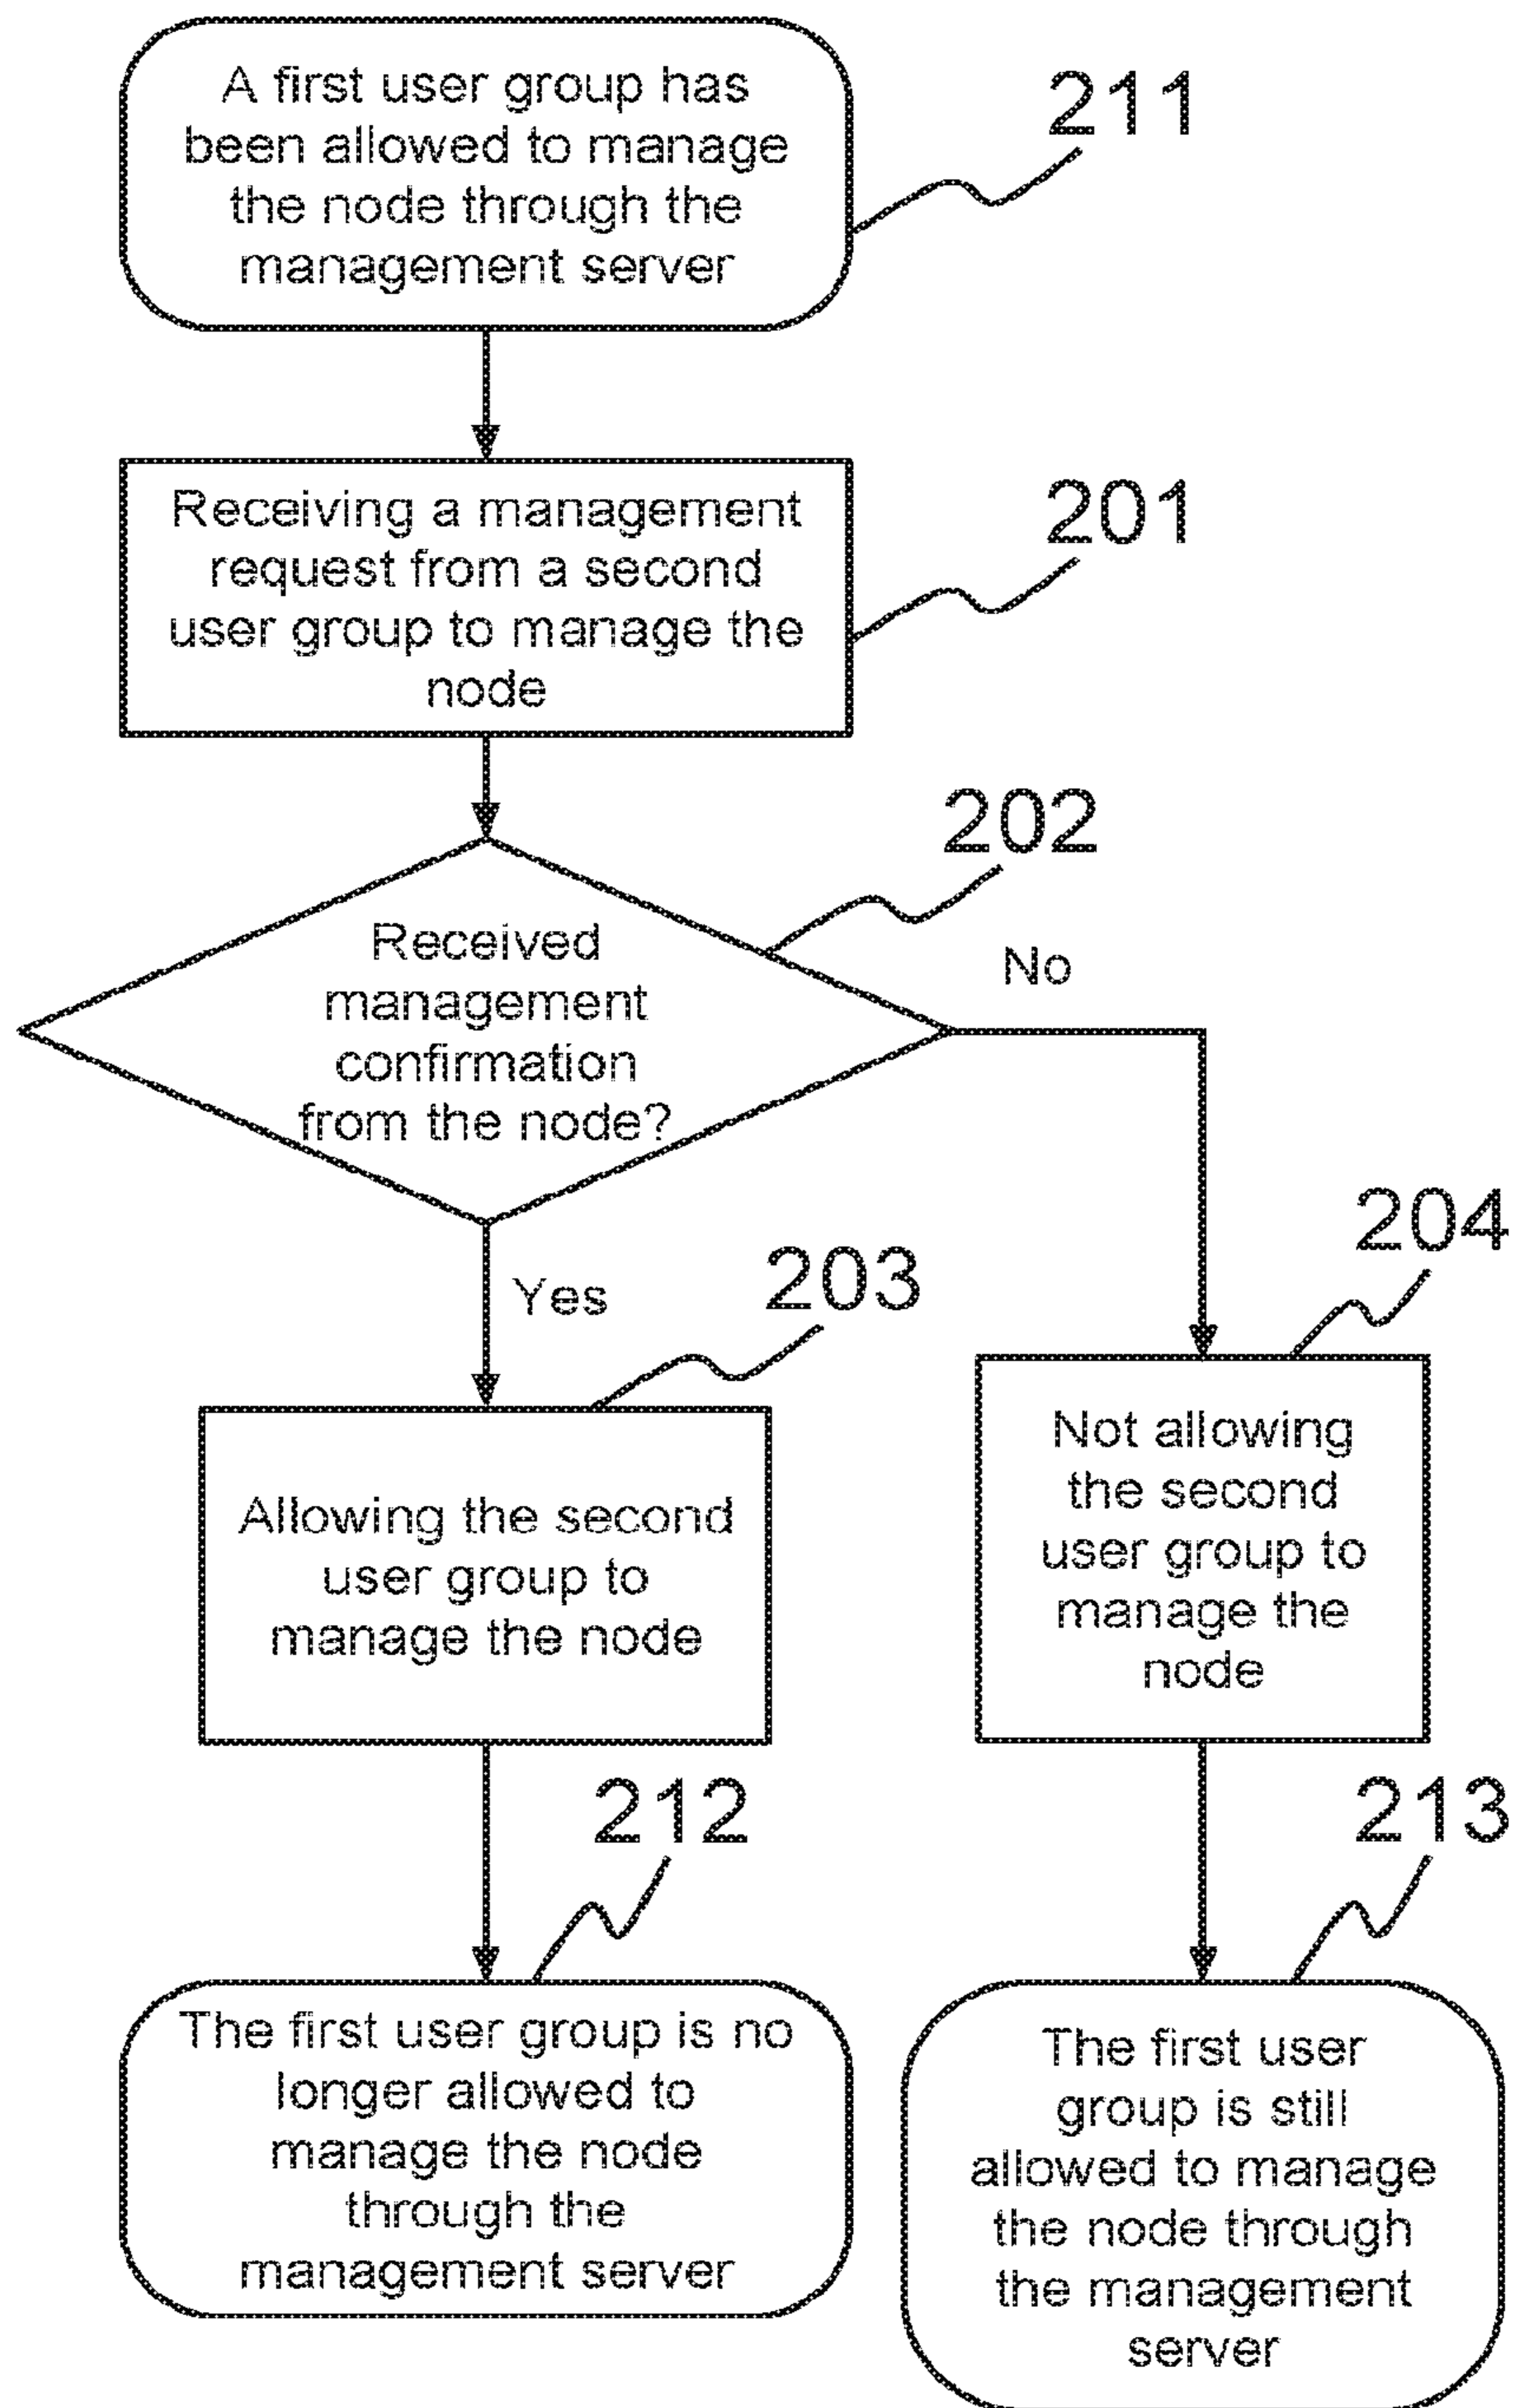 A first user group has
been allowed to manage
the node through the
management server
211
Receiving a management
request from a second
user group to manage the
node
201
202
Received
management
confirmation
from the node?
No
Yes
203
204
Allowing the second
user group to
manage the node
Not allowing
the second
user group to
manage the
node
212
213
The first user group is no
longer allowed to
manage the node
through the
management server
The first user
group is still
allowed to manage
the node through
the management
server